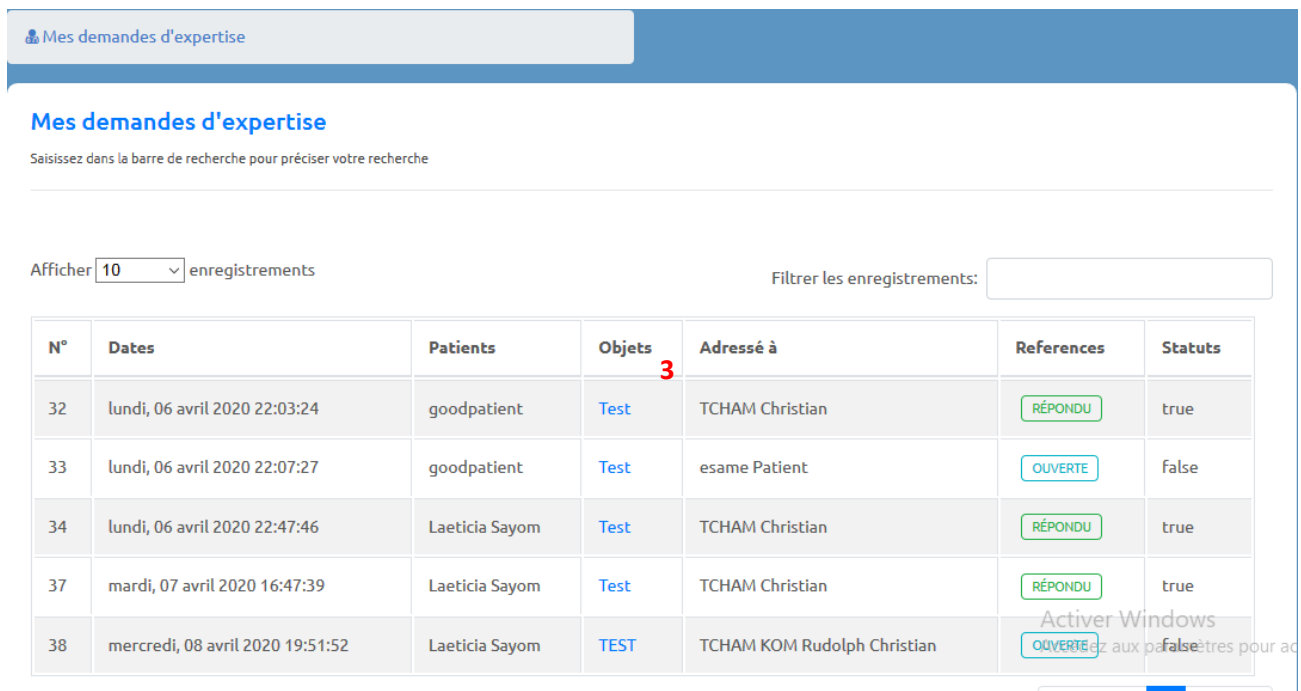 Mes demandes d'expertise
Mes demandes d'expertise
Saisissez dans la barre de recherche pour préciser votre recherche
Afficher 10 enregistrements
Filtrer les enregistrements:
N° Dates Patients Objets Adressé à References Statuts
3
32 lundi, 06 avril 2020 22:03:24 goodpatient Test TCHAM Christian RÉPONDU true
33 lundi, 06 avril 2020 22:07:27 goodpatient Test esame Patient OUVERTE false
34 lundi, 06 avril 2020 22:47:46 Laeticia Sayom Test TCHAM Christian RÉPONDU true
37 mardi, 07 avril 2020 16:47:39 Laeticia Sayom Test TCHAM Christian RÉPONDU true
Activer Windows
38 mercredi, 08 avril 2020 19:51:52 Laeticia Sayom TEST TCHAM KOM Rudolph Christian OUVERTE false
Accédez aux paramètres pour ac